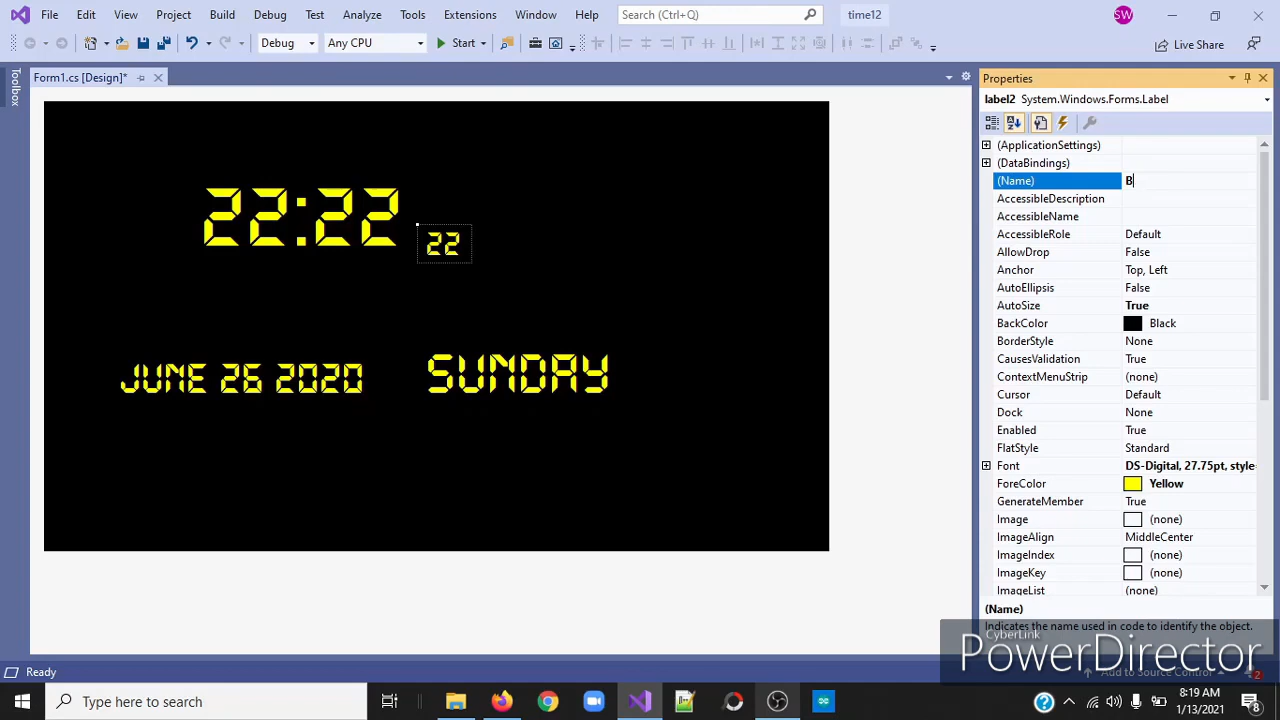 File Edit View Project Build Debug Test Analyze Tools Extensions Window Help Search (Ctrl+Q) time12 SW
Debug Any CPU Start Live Share
Toolbox
Form1.cs [Design]*
22:22
22
JUNE 26 2020 SUNDAY
Properties
label2 System.Windows.Forms.Label
(ApplicationSettings)
(DataBindings)
(Name) B
AccessibleDescription
AccessibleName
AccessibleRole Default
AllowDrop False
Anchor Top, Left
AutoEllipsis False
AutoSize True
BackColor Black
BorderStyle None
CausesValidation True
ContextMenuStrip (none)
Cursor Default
Dock None
Enabled True
FlatStyle Standard
Font DS-Digital, 27.75pt, style=
ForeColor Yellow
GenerateMember True
Image (none)
ImageAlign MiddleCenter
ImageIndex (none)
ImageKey (none)
ImageList (none)
(Name)
Indicates the name used in code to identify the object.
CyberLink
PowerDirector
Ready Add to Source Control 2
Type here to search
8:19 AM
1/13/2021 8